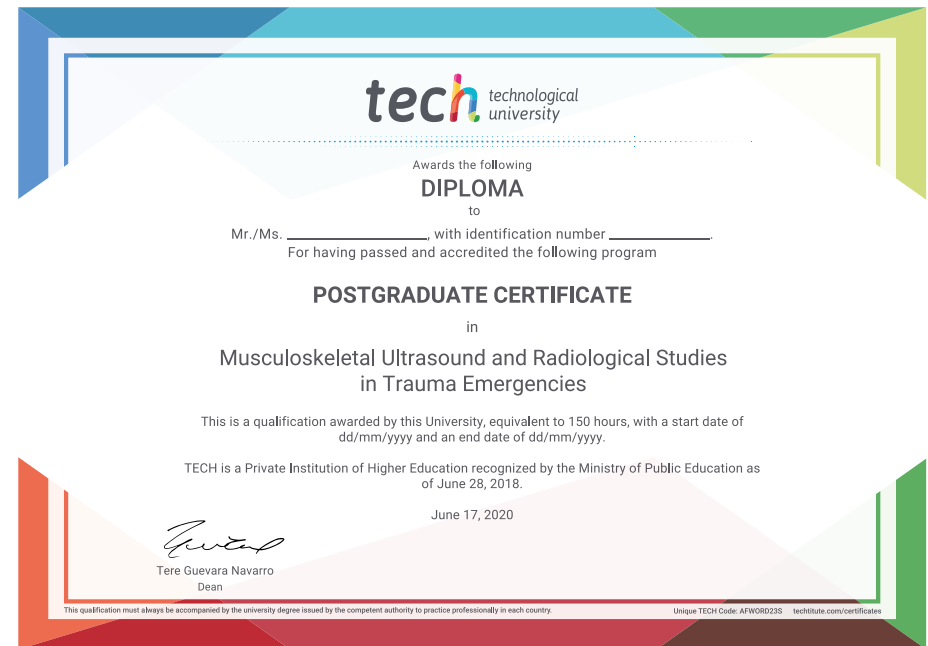 tech technological
university
Awards the following
DIPLOMA
to
Mr./Ms. ____________________, with identification number ______________.
For having passed and accredited the following program
POSTGRADUATE CERTIFICATE
in
Musculoskeletal Ultrasound and Radiological Studies
in Trauma Emergencies
This is a qualification awarded by this University, equivalent to 150 hours, with a start date of
dd/mm/yyyy and an end date of dd/mm/yyyy.
TECH is a Private Institution of Higher Education recognized by the Ministry of Public Education as
of June 28, 2018.
June 17, 2020
Tere Guevara Navarro
Dean
This qualification must always be accompanied by the university degree issued by the competent authority to practice professionally in each country.
Unique TECH Code: AFWORD23S techtitute.com/certificates